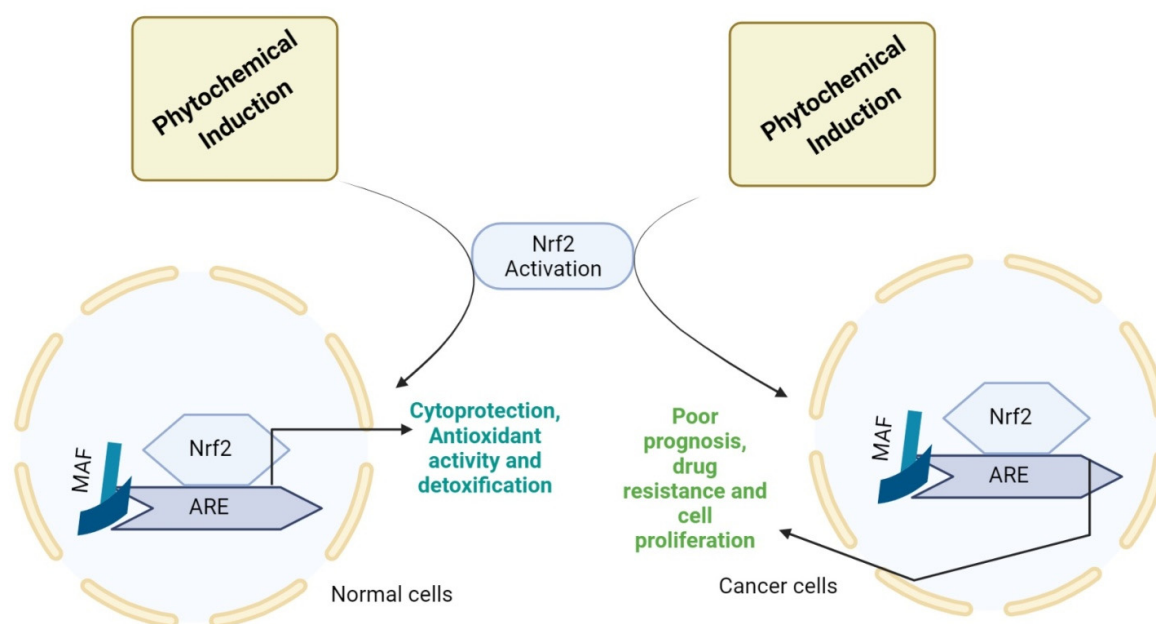 Phytochemical
Induction
Phytochemical
Induction
Nrf2
Activation
Nrf2
MAF
ARE
Cytoprotection,
Antioxidant
activity and
detoxification
Normal cells
Poor
prognosis,
drug
resistance and
cell
proliferation
Nrf2
MAF
ARE
Cancer cells